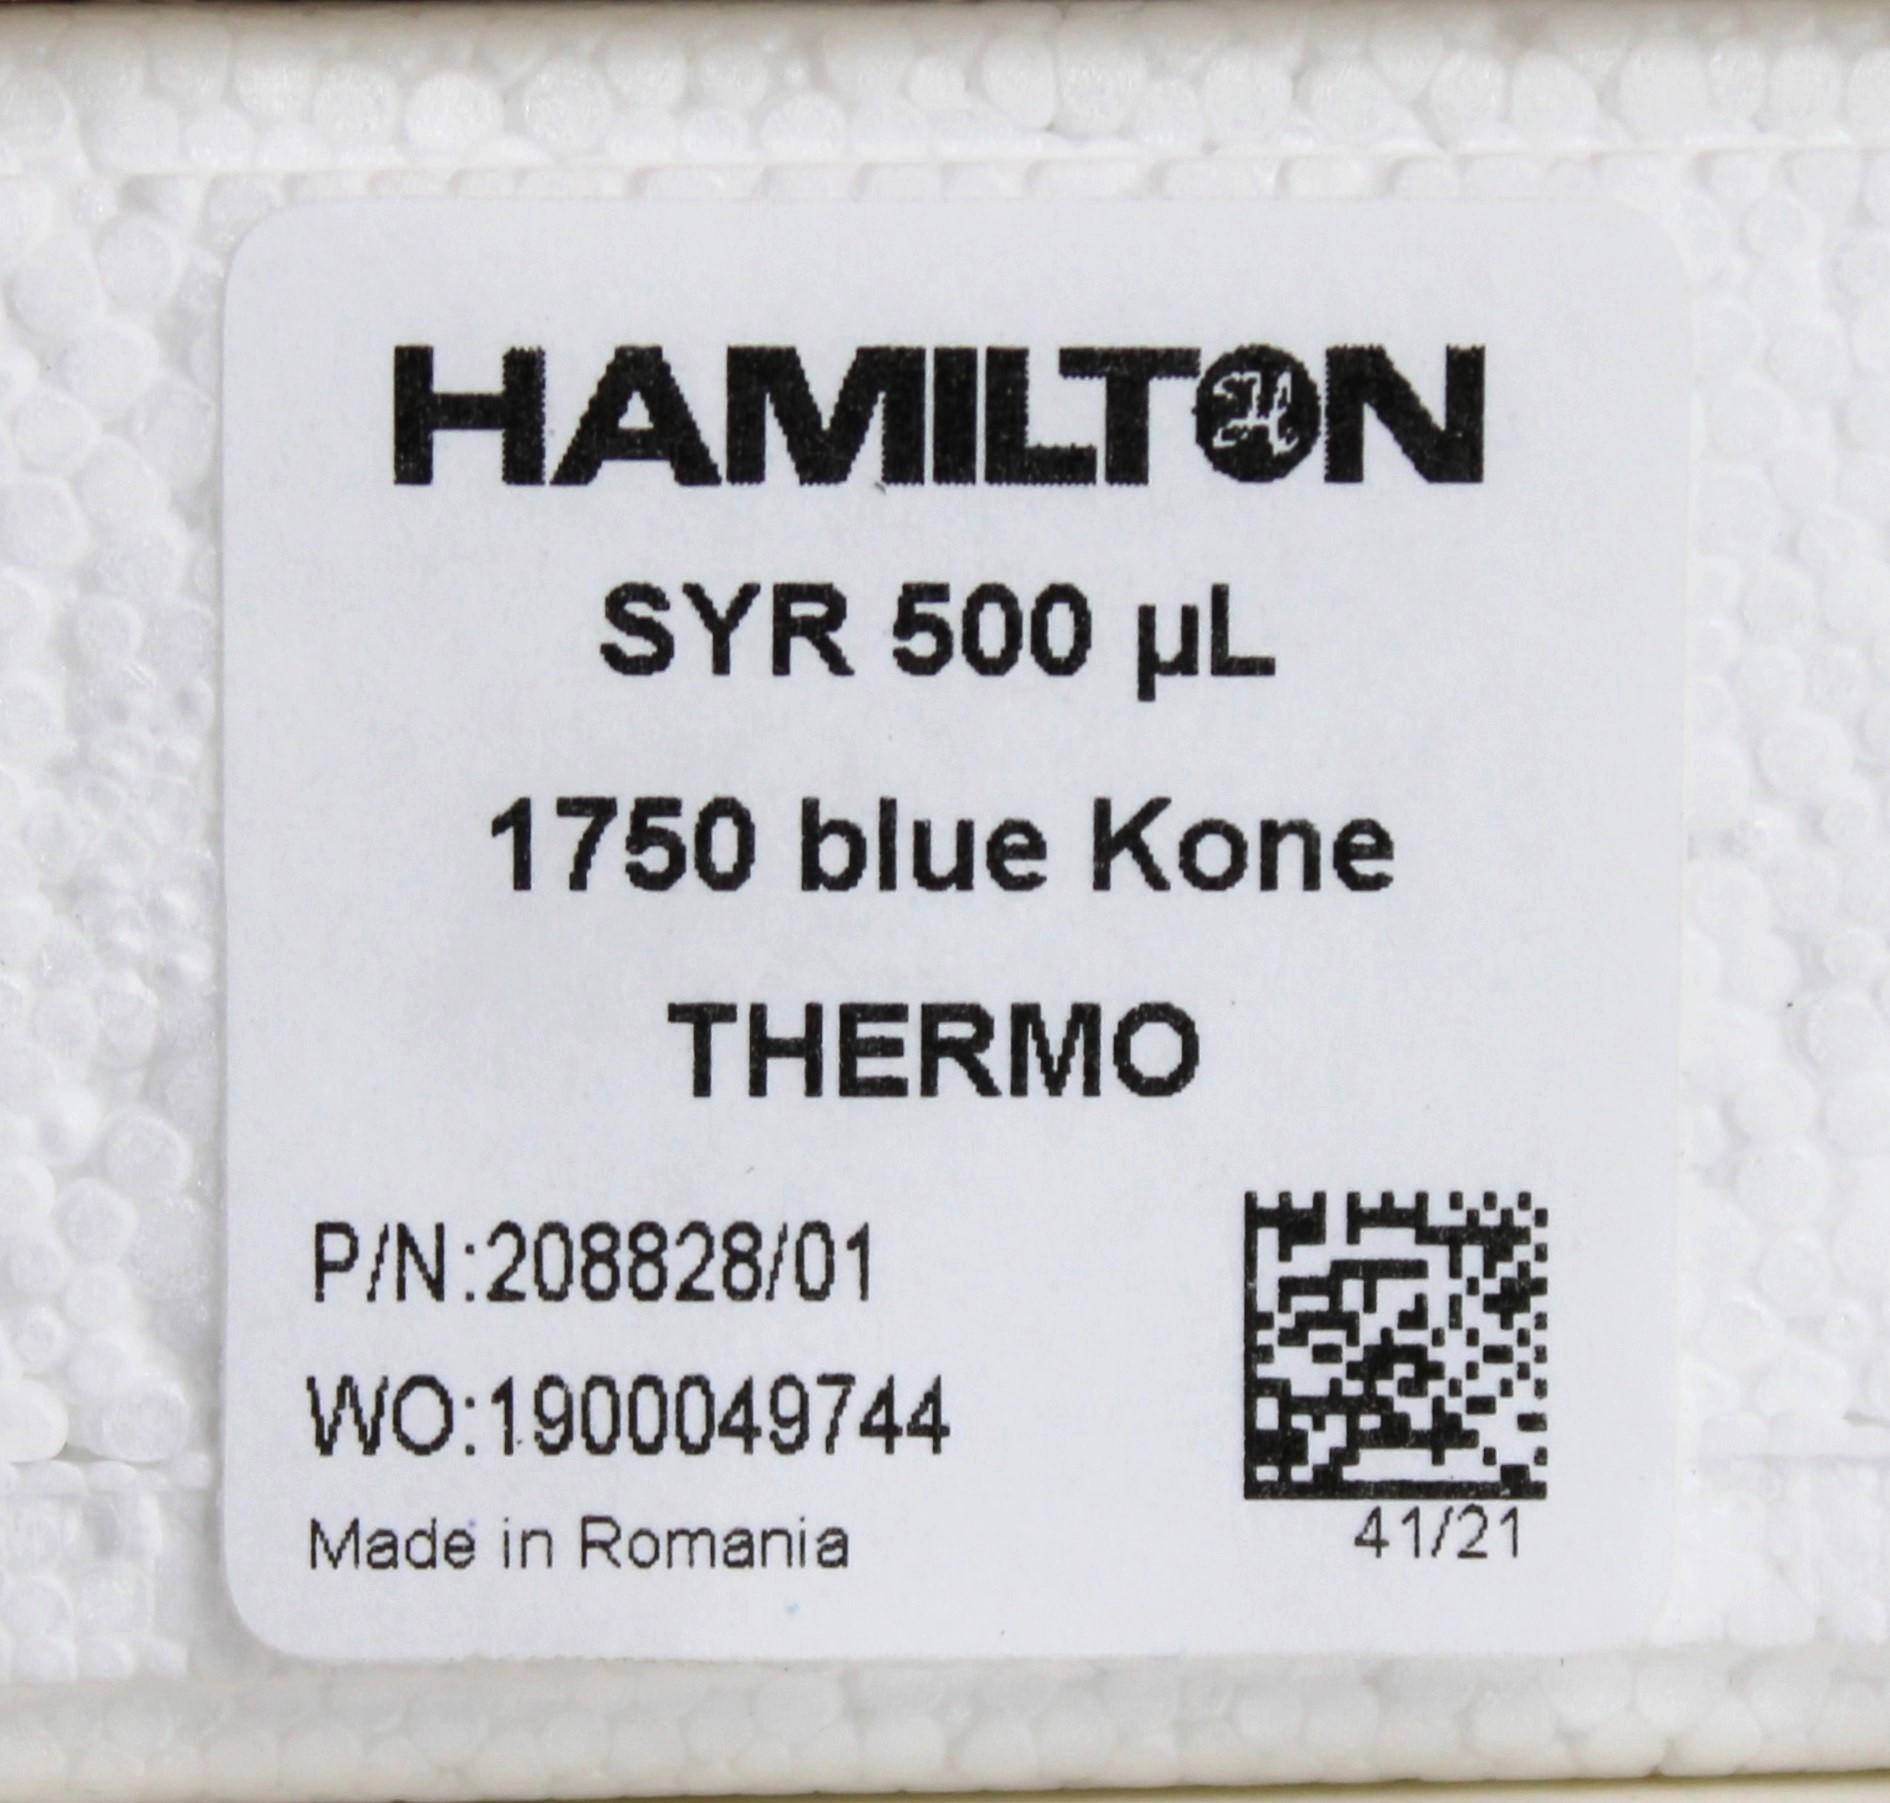 HAMILTON
SYR 500 µL
1750 blue Kone
THERMO
P/N:208828/01
WO:1900049744
Made in Romania
41/21